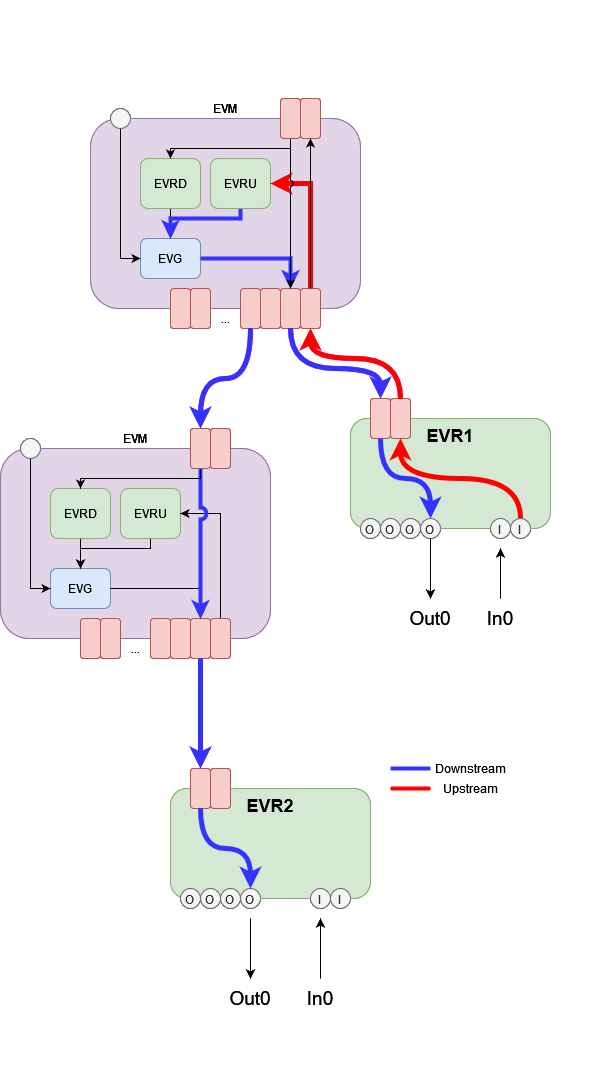 EVM
EVRD EVRU
EVG
...
EVM
EVR1
EVRD EVRU
O O O O I I
EVG
Out0 In0
...
Downstream
Upstream
EVR2
O O O O I I
Out0 In0